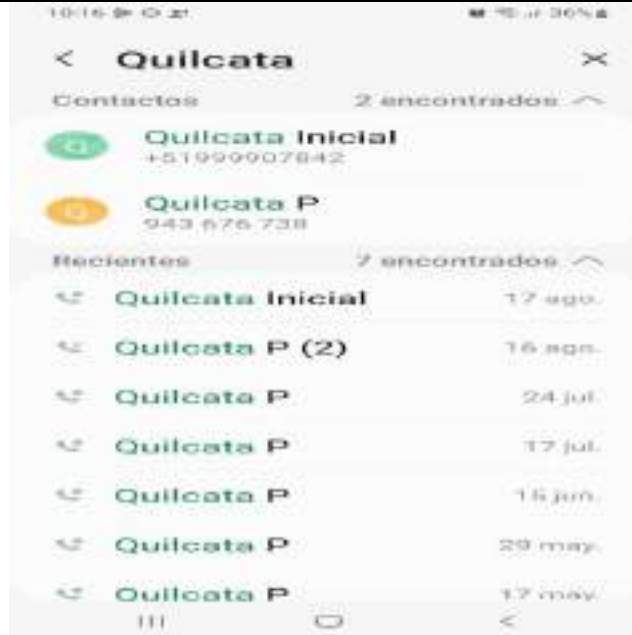 10:16 36%
Quilcata
Contactos 2 encontrados
Q Quilcata Inicial
+51999907842
Q Quilcata P
943 676 738
Recientes 7 encontrados
Quilcata Inicial 17 ago.
Quilcata P (2) 16 ago.
Quilcata P 24 jul.
Quilcata P 17 jul.
Quilcata P 15 jun.
Quilcata P 29 may.
Quilcata P 17 may.